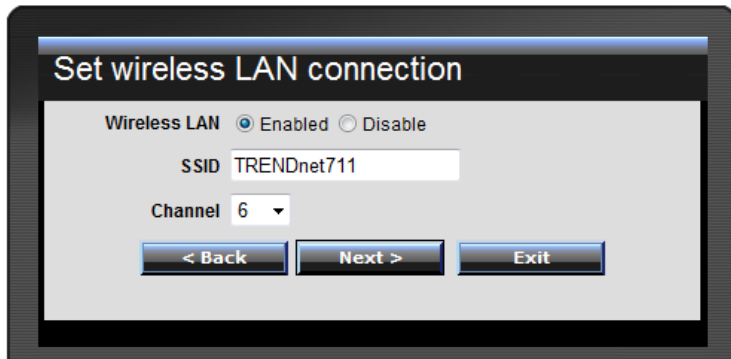 Set wireless LAN connection
Wireless LAN Enabled Disable
SSID TRENDnet711
Channel 6
< Back Next > Exit